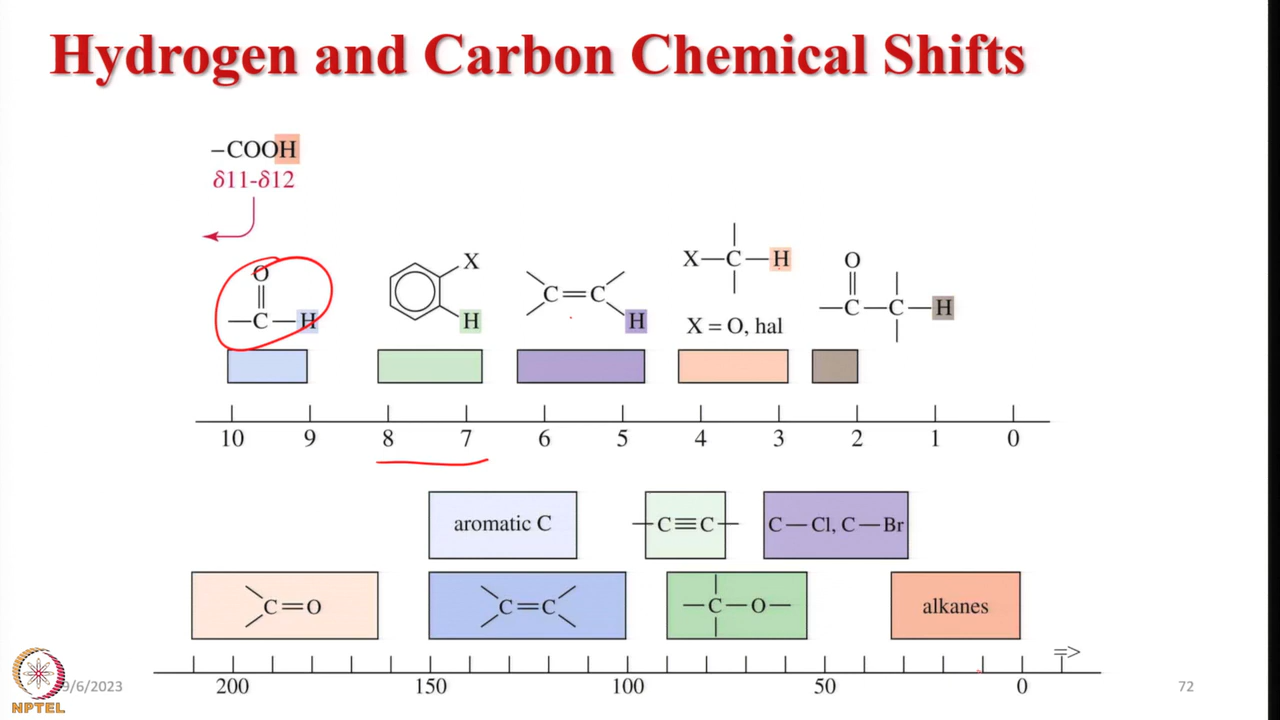 Hydrogen and Carbon Chemical Shifts
–COOH
δ11-δ12
O
—C—H
X
H
C=C
H
X—C—H
X = O, hal
O
—C—C—H
10 9 8 7 6 5 4 3 2 1 0
aromatic C
—C≡C—
C—Cl, C—Br
C=O
C=C
—C—O—
alkanes
=>
200 150 100 50 0
9/6/2023
72
NPTEL